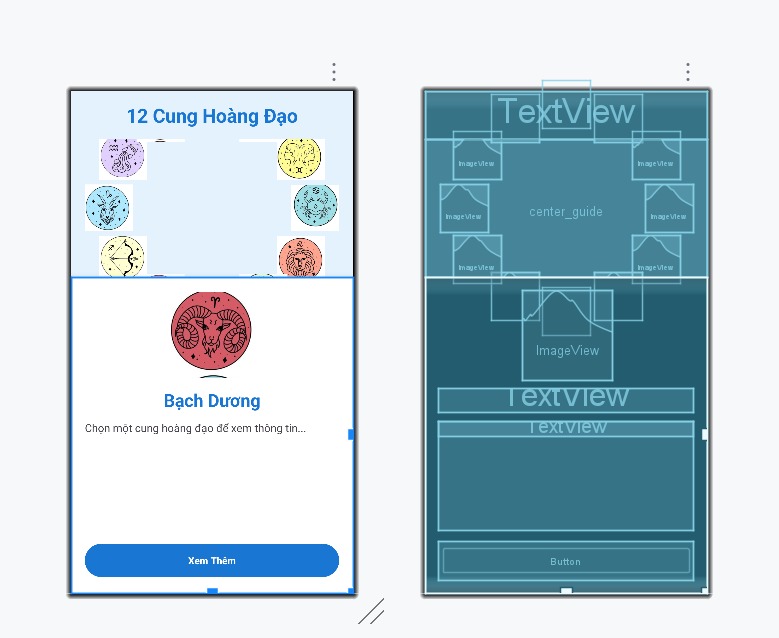 12 Cung Hoàng Đạo
Bạch Dương
Chọn một cung hoàng đạo để xem thông tin...
Xem Thêm
TextView
ImageView
ImageView
ImageView
center_guide
ImageView
ImageView
ImageView
ImageView
TextView
TextView
Button